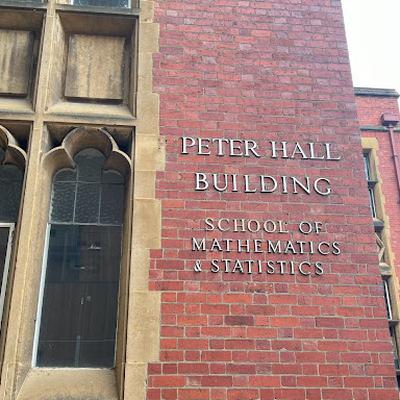 PETER HALL
BUILDING
SCHOOL OF
MATHEMATICS
& STATISTICS